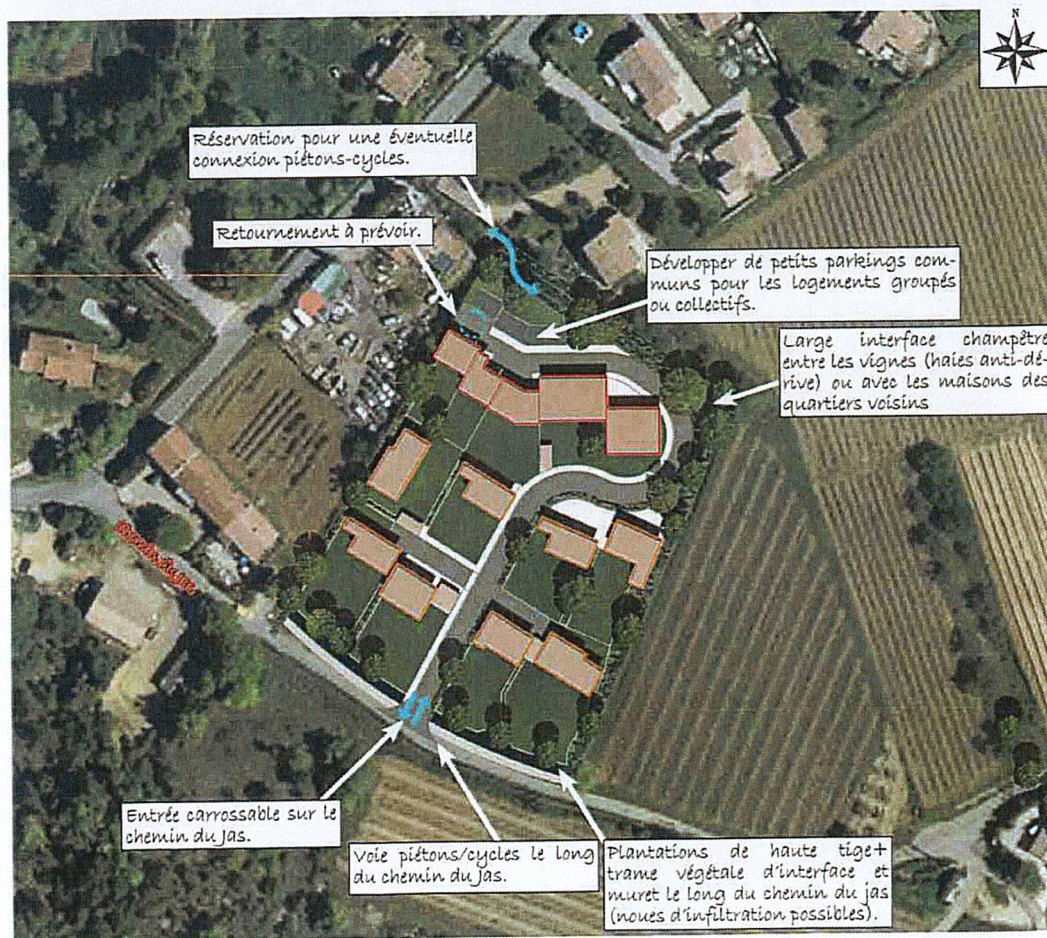 N
Réservation pour une éventuelle
connexion piétons-cycles.
Retournement à prévoir.
Développer de petits parkings com-
muns pour les logements groupés
ou collectifs.
Large interface champêtre
entre les vignes (haies anti-dé-
rive) ou avec les maisons des
quartiers voisins
Chemin du Jas
Entrée carrossable sur le
chemin du Jas.
Voie piétons/cycles le long
du chemin du Jas.
Plantations de haute tige+
trame végétale d'interface et
muret le long du chemin du Jas
(noues d'infiltration possibles).